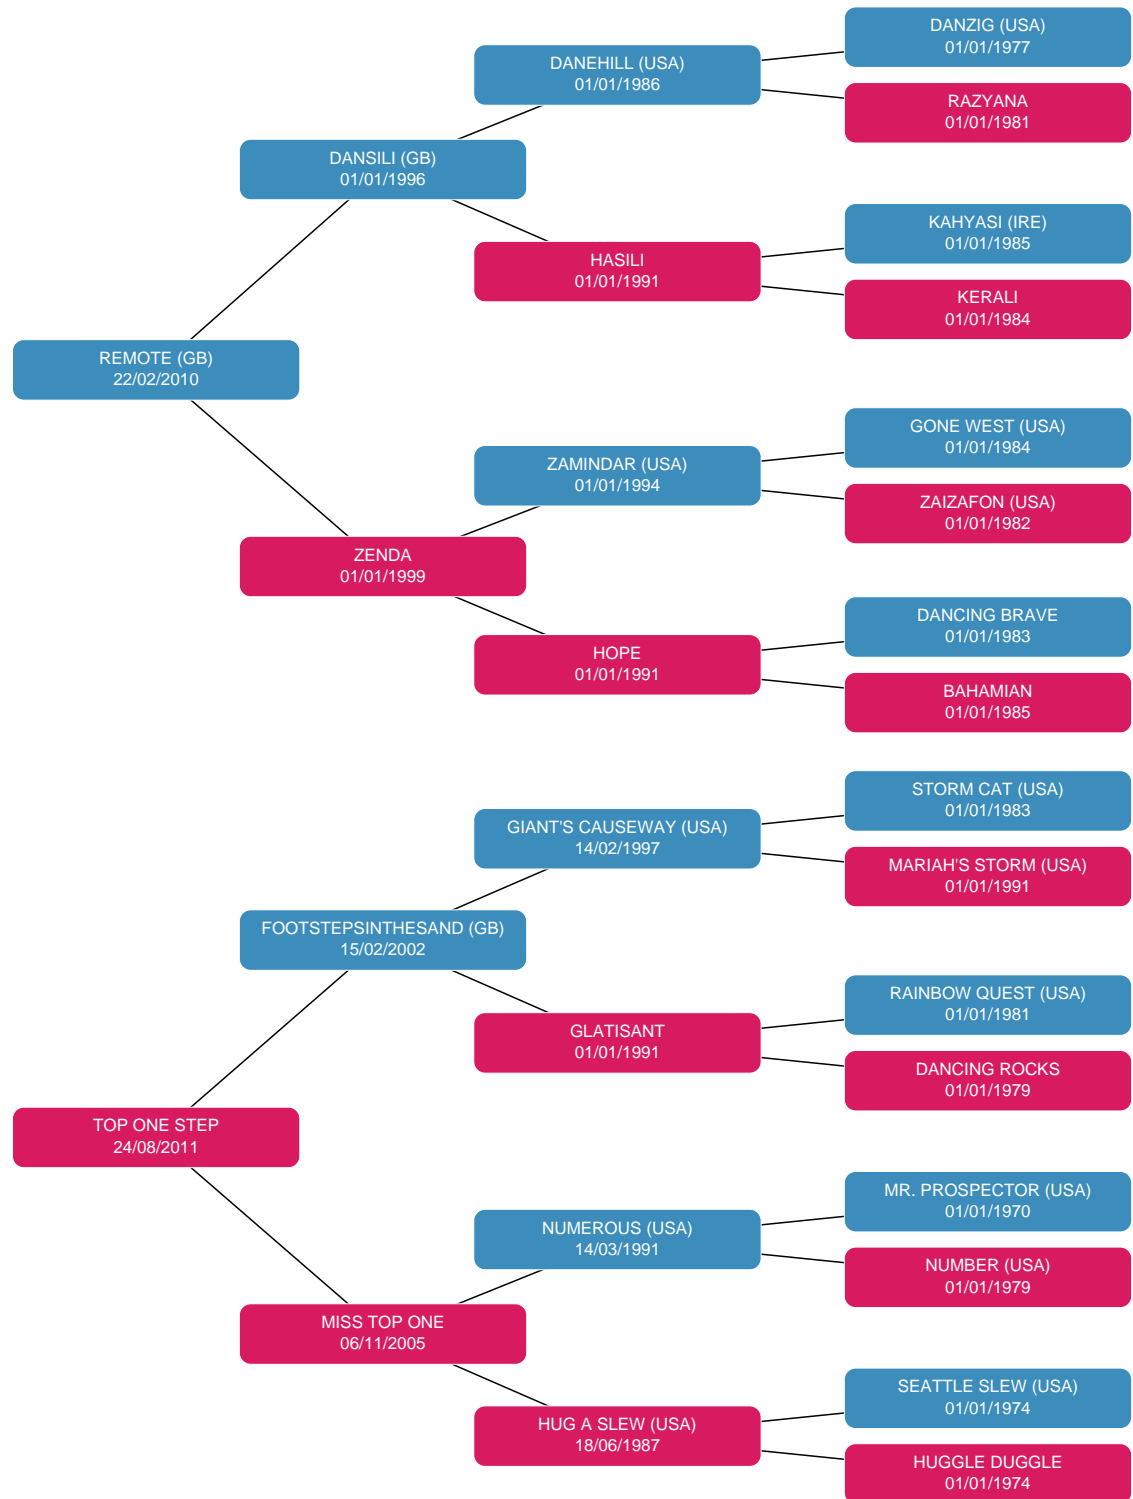 DANZIG (USA)
01/01/1977
DANEHILL (USA)
01/01/1986
RAZYANA
01/01/1981
DANSILI (GB)
01/01/1996
KAHYASI (IRE)
01/01/1985
HASILI
01/01/1991
KERALI
01/01/1984
REMOTE (GB)
22/02/2010
GONE WEST (USA)
01/01/1984
ZAMINDAR (USA)
01/01/1994
ZAIZAFON (USA)
01/01/1982
ZENDA
01/01/1999
DANCING BRAVE
01/01/1983
HOPE
01/01/1991
BAHAMIAN
01/01/1985
STORM CAT (USA)
01/01/1983
GIANT'S CAUSEWAY (USA)
14/02/1997
MARIAH'S STORM (USA)
01/01/1991
FOOTSTEPSINTHESAND (GB)
15/02/2002
RAINBOW QUEST (USA)
01/01/1981
GLATISANT
01/01/1991
DANCING ROCKS
01/01/1979
TOP ONE STEP
24/08/2011
MR. PROSPECTOR (USA)
01/01/1970
NUMEROUS (USA)
14/03/1991
NUMBER (USA)
01/01/1979
MISS TOP ONE
06/11/2005
SEATTLE SLEW (USA)
01/01/1974
HUG A SLEW (USA)
18/06/1987
HUGGLE DUGGLE
01/01/1974